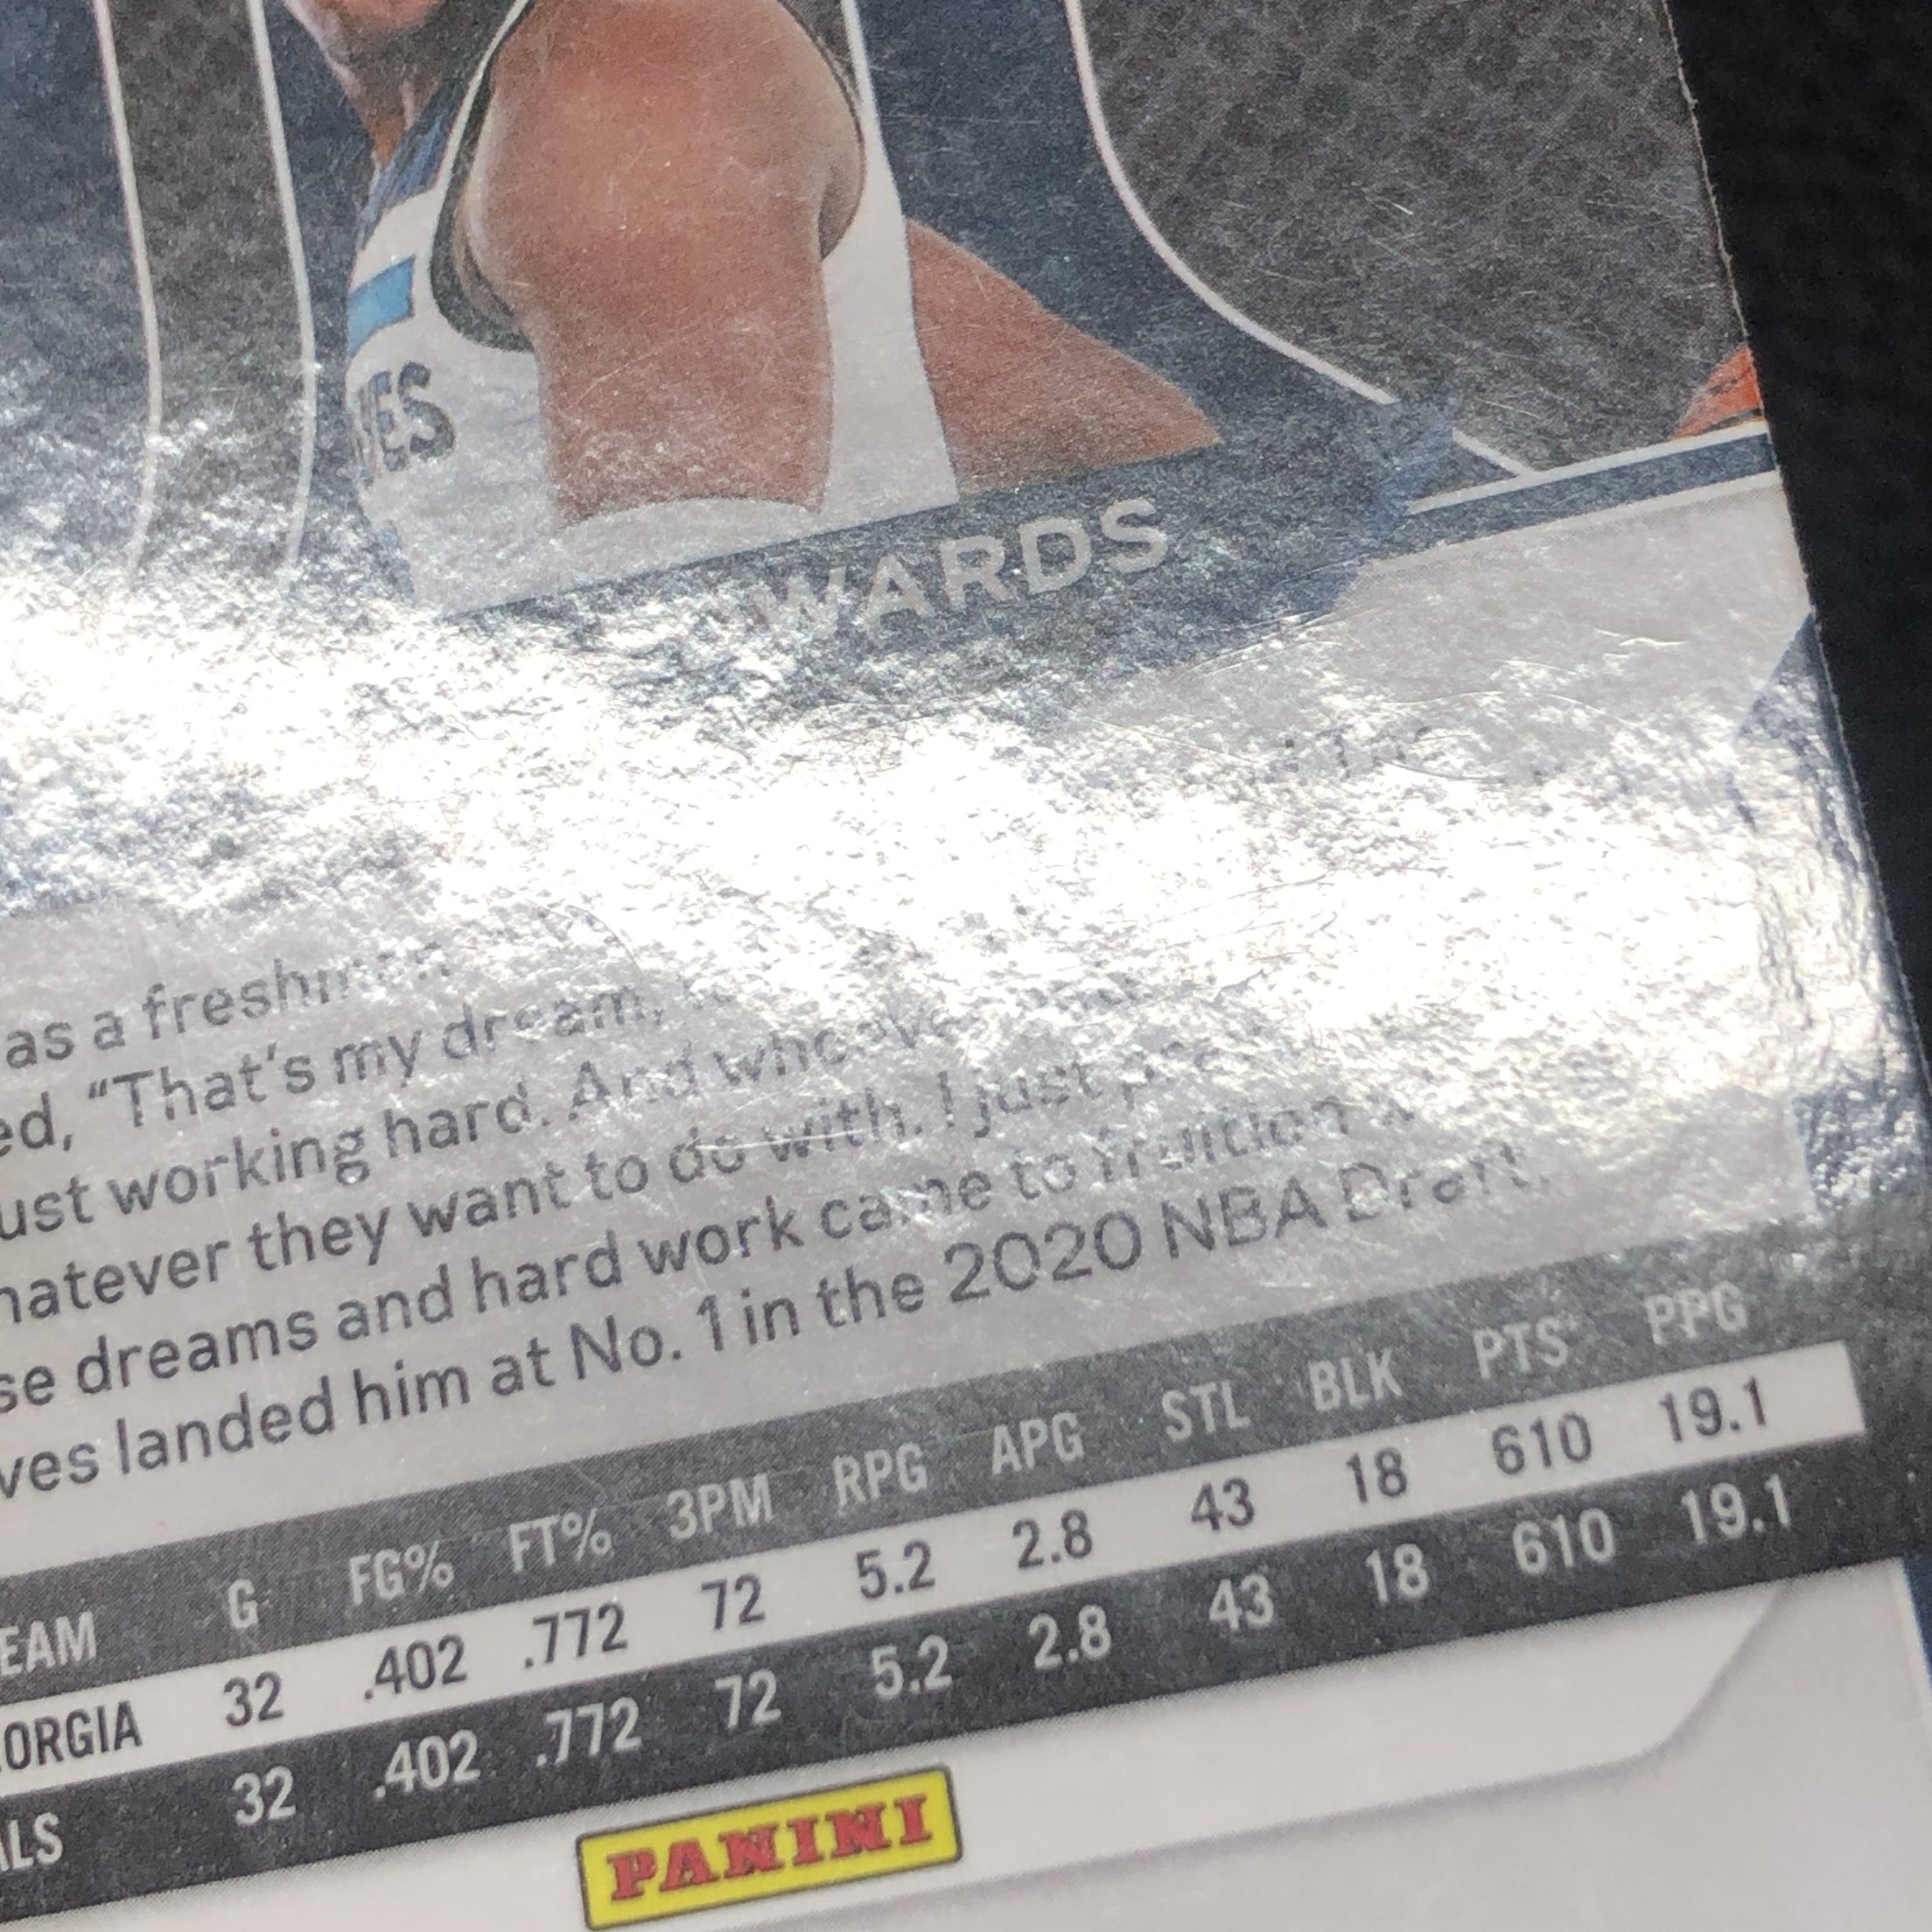 VES
WARDS
as a freshman
ed, "That's my dream,
ust working hard. And whoever
hatever they want to do with. I just
se dreams and hard work came to fruition
ves landed him at No. 1 in the 2020 NBA Draft.
EAM G FG% FT% 3PM RPG APG STL BLK PTS PPG
ORGIA 32 .402 .772 72 5.2 2.8 43 18 610 19.1
ALS 32 .402 .772 72 5.2 2.8 43 18 610 19.1
PANINI